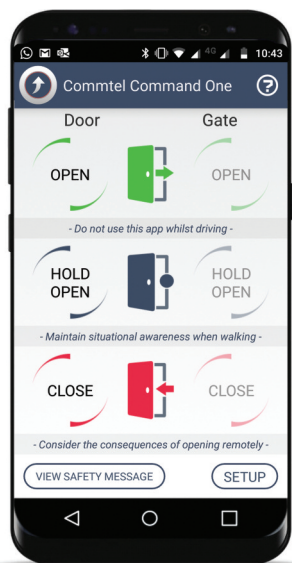 4G 10:43
Commtel Command One ?
Door Gate
OPEN OPEN
- Do not use this app whilst driving -
HOLD OPEN HOLD OPEN
- Maintain situational awareness when walking -
CLOSE CLOSE
- Consider the consequences of opening remotely -
VIEW SAFETY MESSAGE SETUP